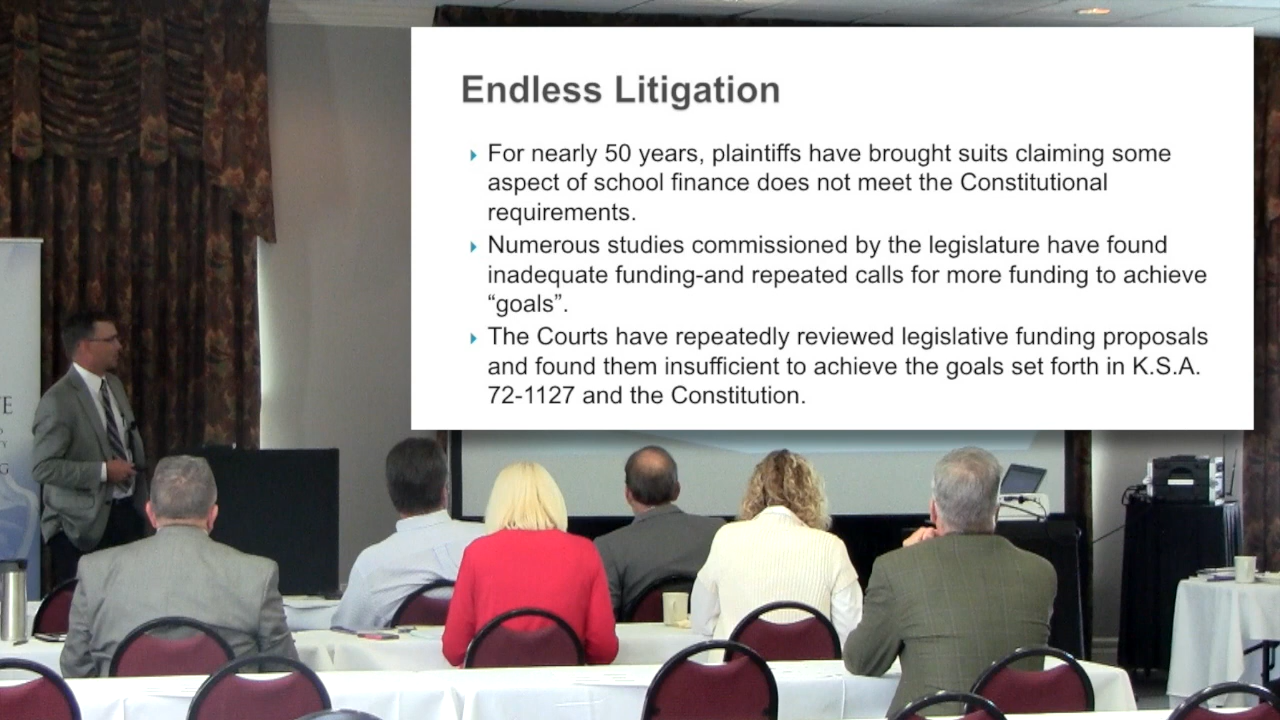 Endless Litigation
For nearly 50 years, plaintiffs have brought suits claiming some
aspect of school finance does not meet the Constitutional
requirements.
Numerous studies commissioned by the legislature have found
inadequate funding-and repeated calls for more funding to achieve
“goals”.
The Courts have repeatedly reviewed legislative funding proposals
and found them insufficient to achieve the goals set forth in K.S.A.
72-1127 and the Constitution.